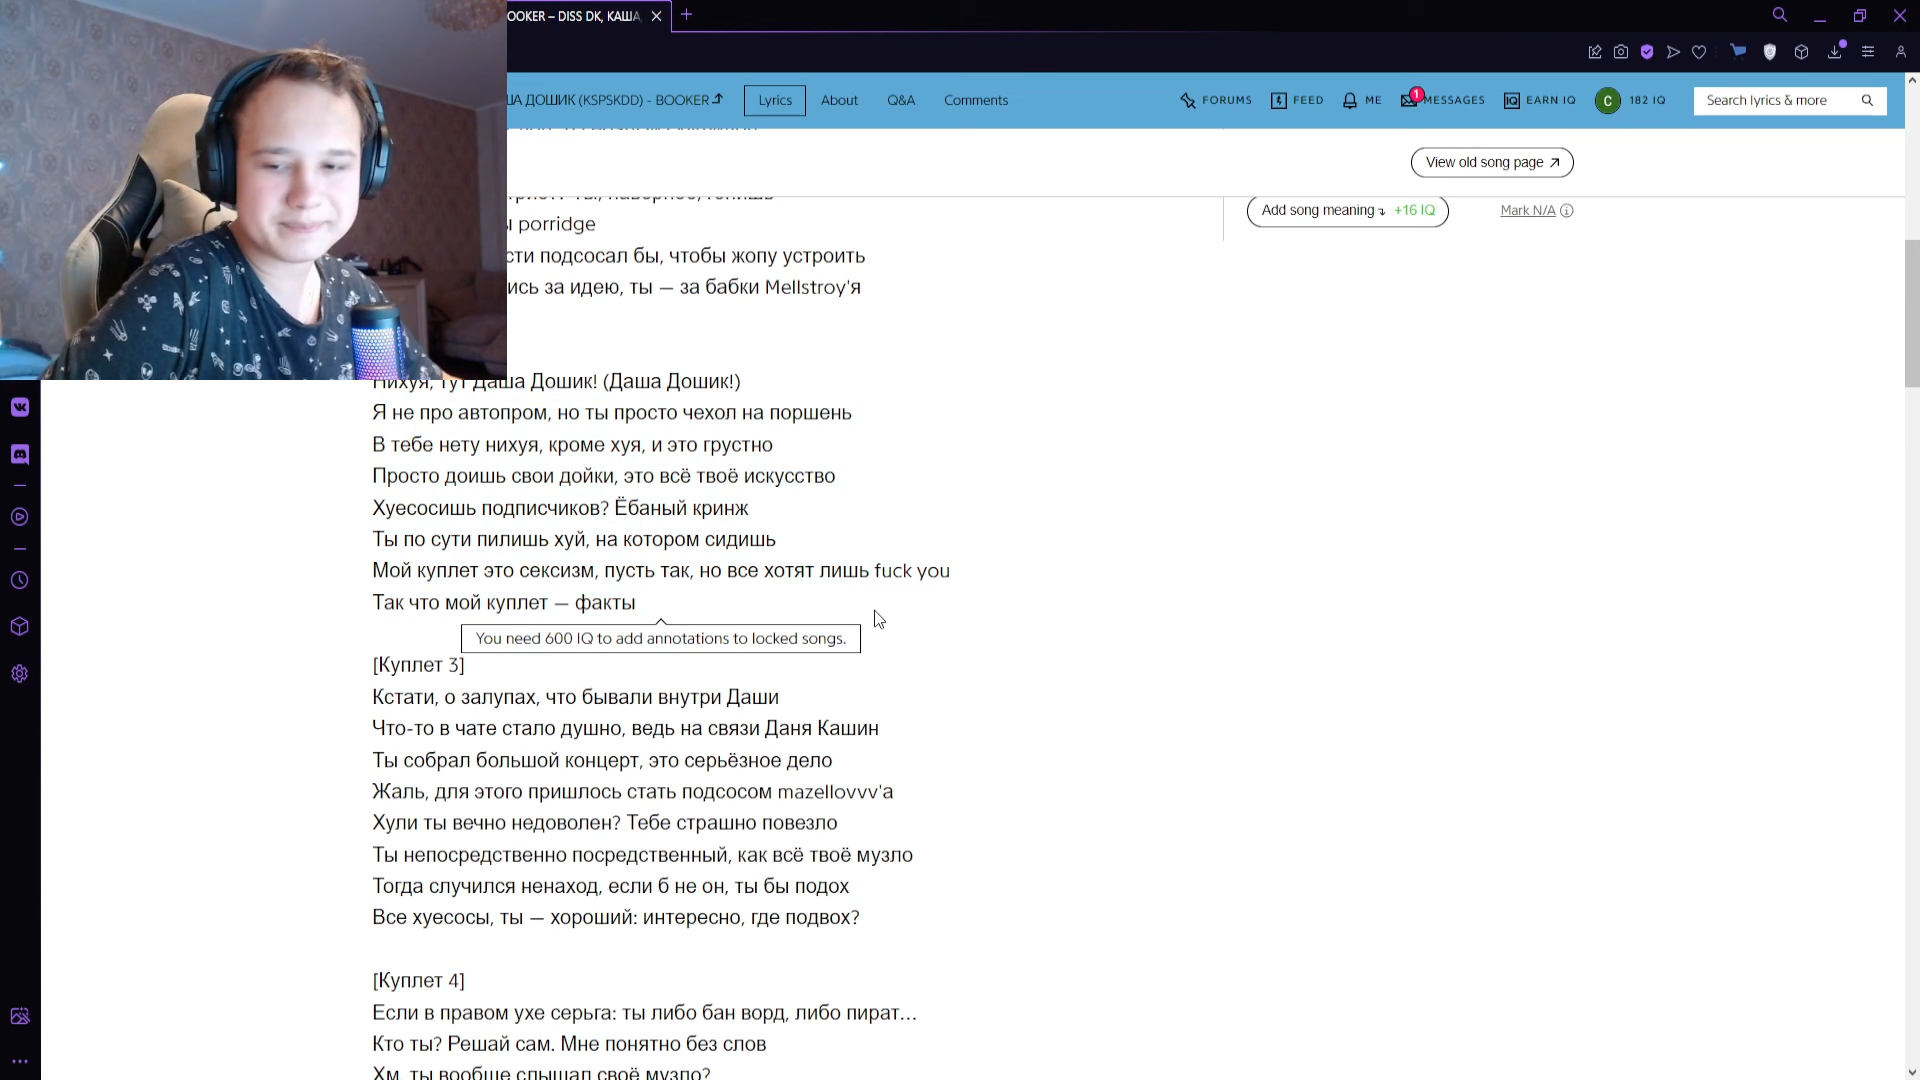 OOKER – DISS DK, КАША
ДОШИК (KSPSKDD) - BOOKER
Lyrics
About
Q&A
Comments
FORUMS
FEED
ME
1
MESSAGES
EARN IQ
C
182 IQ
Search lyrics & more
View old song page
Add song meaning +16 IQ
Mark N/A
porridge
сти подсосал бы, чтобы жопу устроить
ись за идею, ты — за бабки Mellstroy'я
Нихуя, тут Даша Дошик! (Даша Дошик!)
Я не про автопром, но ты просто чехол на поршень
В тебе нету нихуя, кроме хуя, и это грустно
Просто доишь свои дойки, это всё твоё искусство
Хуесосишь подписчиков? Ёбаный кринж
Ты по сути пилишь хуй, на котором сидишь
Мой куплет это сексизм, пусть так, но все хотят лишь fuck you
Так что мой куплет — факты
You need 600 IQ to add annotations to locked songs.
[Куплет 3]
Кстати, о залупах, что бывали внутри Даши
Что-то в чате стало душно, ведь на связи Даня Кашин
Ты собрал большой концерт, это серьёзное дело
Жаль, для этого пришлось стать подсосом mazellovvv'а
Хули ты вечно недоволен? Тебе страшно повезло
Ты непосредственно посредственный, как всё твоё музло
Тогда случился ненаход, если б не он, ты бы подох
Все хуесосы, ты — хороший: интересно, где подвох?
[Куплет 4]
Если в правом ухе серьга: ты либо бан ворд, либо пират...
Кто ты? Решай сам. Мне понятно без слов
Хм, ты вообще слышал своё музло?